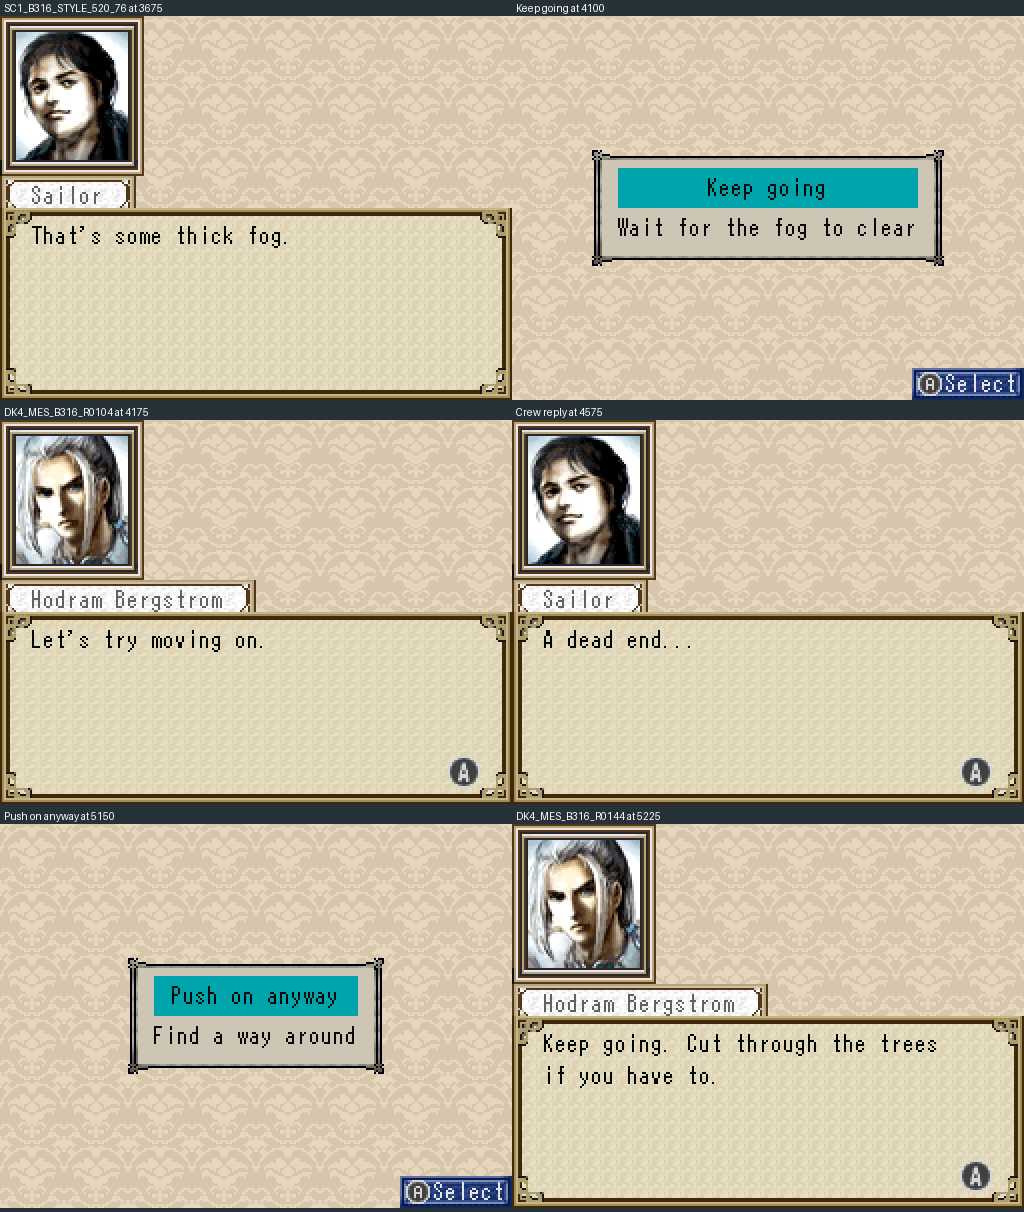 SC1_B316_STYLE_520_76 at 3675
Sailor
That's some thick fog.
Keep going at 4100
Keep going
Wait for the fog to clear
A Select
DK4_MES_B316_R0104 at 4175
Hodram Bergstrom
Let's try moving on.
A
Crew reply at 4575
Sailor
A dead end...
A
Push on anyway at 5150
Push on anyway
Find a way around
A Select
DK4_MES_B316_R0144 at 5225
Hodram Bergstrom
Keep going. Cut through the trees
if you have to.
A